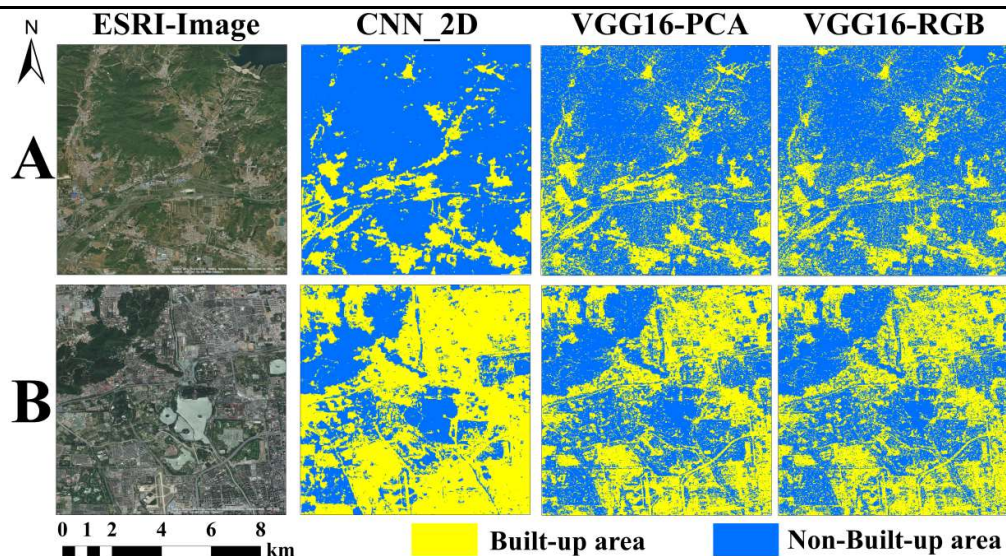 ESRI-Image CNN_2D VGG16-PCA VGG16-RGB
N
A
B
0 1 2 4 6 8
km
Built-up area Non-Built-up area